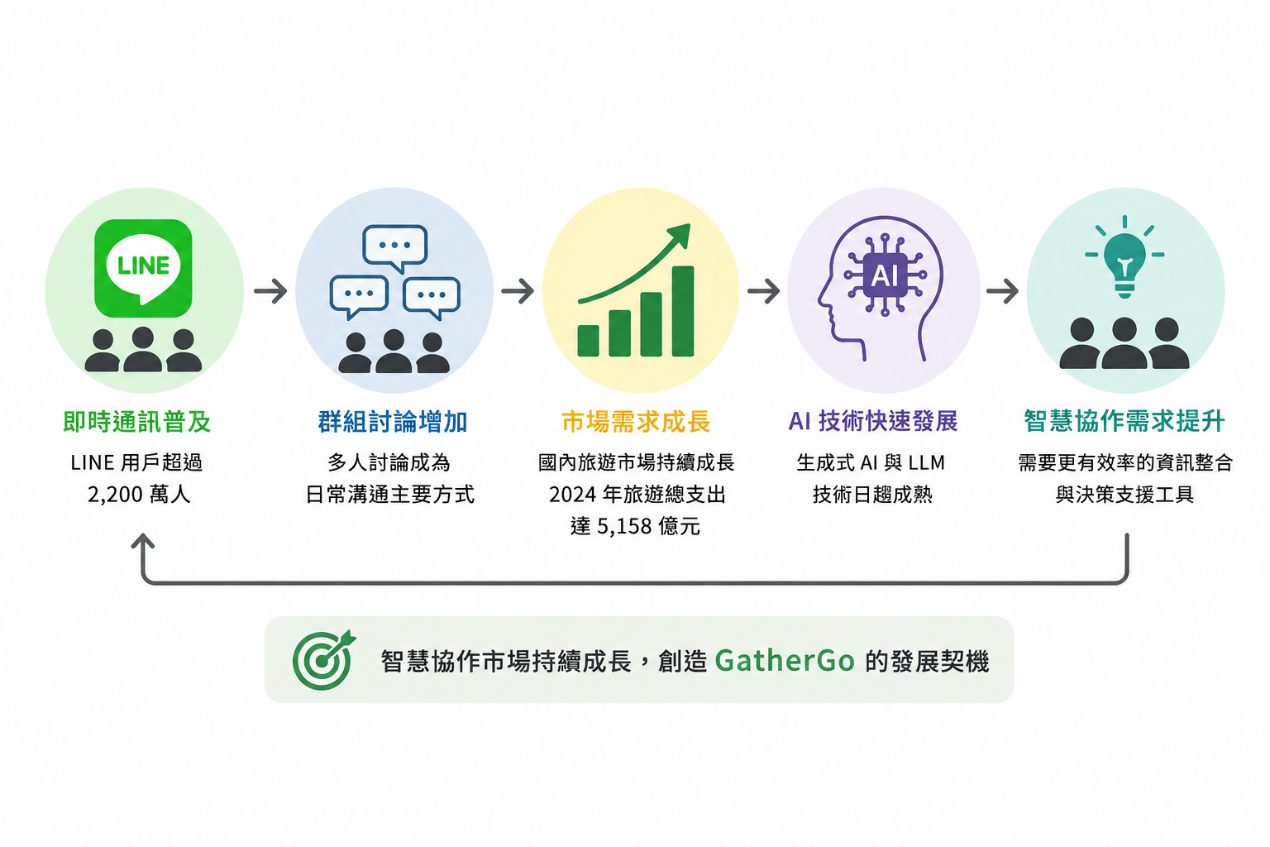 LINE
即時通訊普及
LINE 用戶超過
2,200 萬人
群組討論增加
多人討論成為
日常溝通主要方式
市場需求成長
國內旅遊市場持續成長
2024 年旅遊總支出
達 5,158 億元
AI
AI 技術快速發展
生成式 AI 與 LLM
技術日趨成熟
智慧協作需求提升
需要更有效率的資訊整合
與決策支援工具
智慧協作市場持續成長，創造 GatherGo 的發展契機